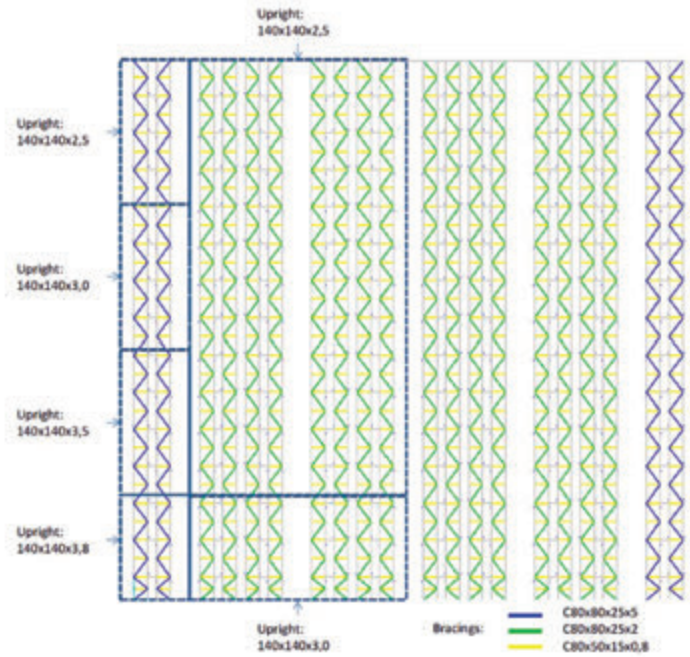 Upright:
140x140x2,5
Upright:
140x140x2,5
Upright:
140x140x3,0
Upright:
140x140x3,5
Upright:
140x140x3,8
Upright:
140x140x3,0
Bracings:
C80x80x25x5
C80x80x25x2
C80x50x15x0,8